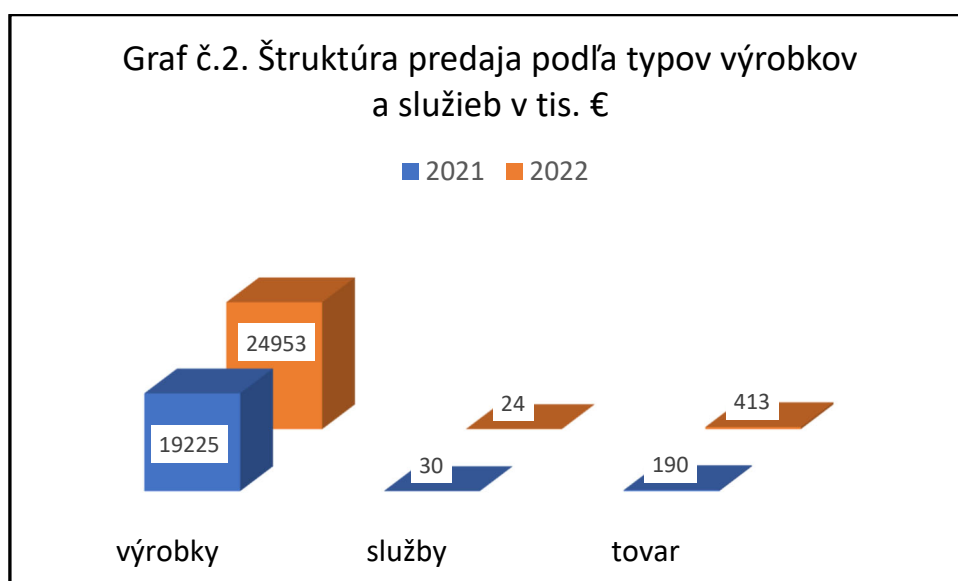 Graf č.2. Štruktúra predaja podľa typov výrobkov
a služieb v tis. €
2021 2022
24953
24
413
19225
30
190
výrobky služby tovar